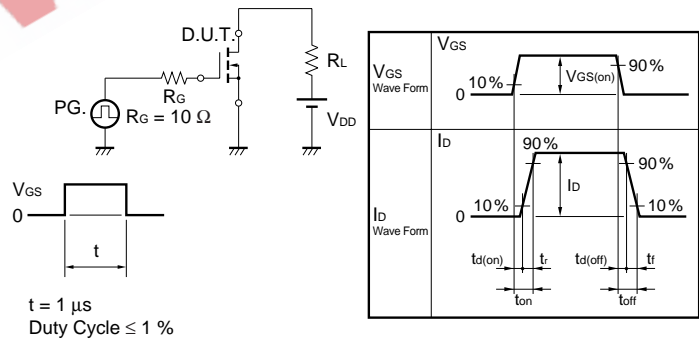 D.U.T.
RL
PG.
RG
RG = 10 Ω
VDD
VGS
0
t
t = 1 μs
Duty Cycle ≤ 1 %
VGS
Wave Form
VGS
10%
0
VGS(on)
90%
ID
Wave Form
ID
90%
90%
10%
0
ID
10%
td(on)
tr
td(off)
tf
ton
toff